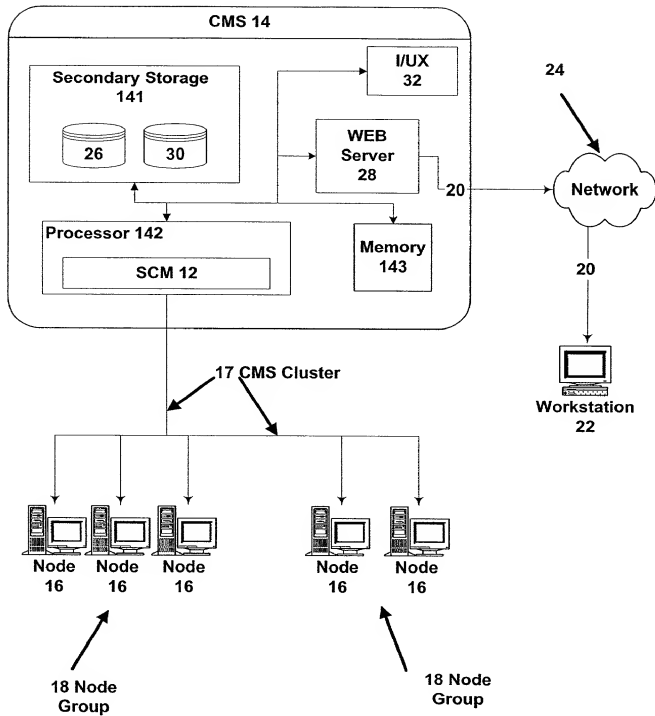 CMS 14
Secondary Storage
141
26
30
I/UX
32
WEB
Server
28
20
24
Network
Processor 142
SCM 12
Memory
143
20
Workstation
22
17 CMS Cluster
Node
16
Node
16
Node
16
Node
16
Node
16
18 Node
Group
18 Node
Group